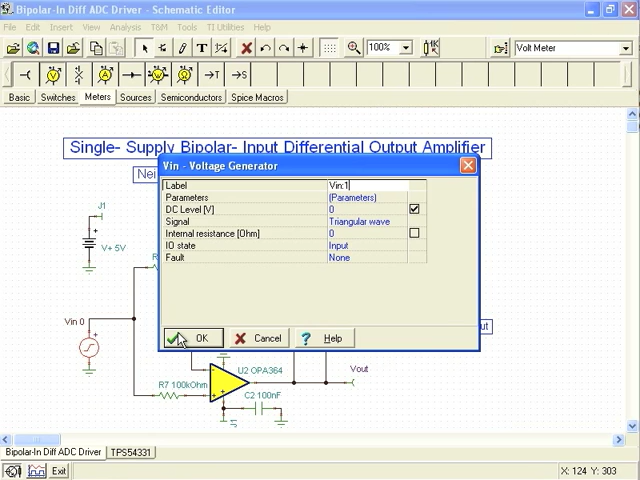 Bipolar-In Diff ADC Driver - Schematic Editor
File Edit Insert View Analysis T&M Tools TI Utilities Help
100% Volt Meter
Basic Switches Meters Sources Semiconductors Spice Macros
Single- Supply Bipolar- Input Differential Output Amplifier
Nei
Vin - Voltage Generator
Label Vin:1
Parameters (Parameters)
DC Level [V] 0
Signal Triangular wave
Internal resistance [Ohm] 0
IO state Input
Fault None
OK Cancel ? Help
J1
V+ 5V
Vin 0
ut
U2 OPA364
Vout
R7 100kOhm
C2 100nF
Bipolar-In Diff ADC Driver TPS54331
Exit X: 124 Y: 303